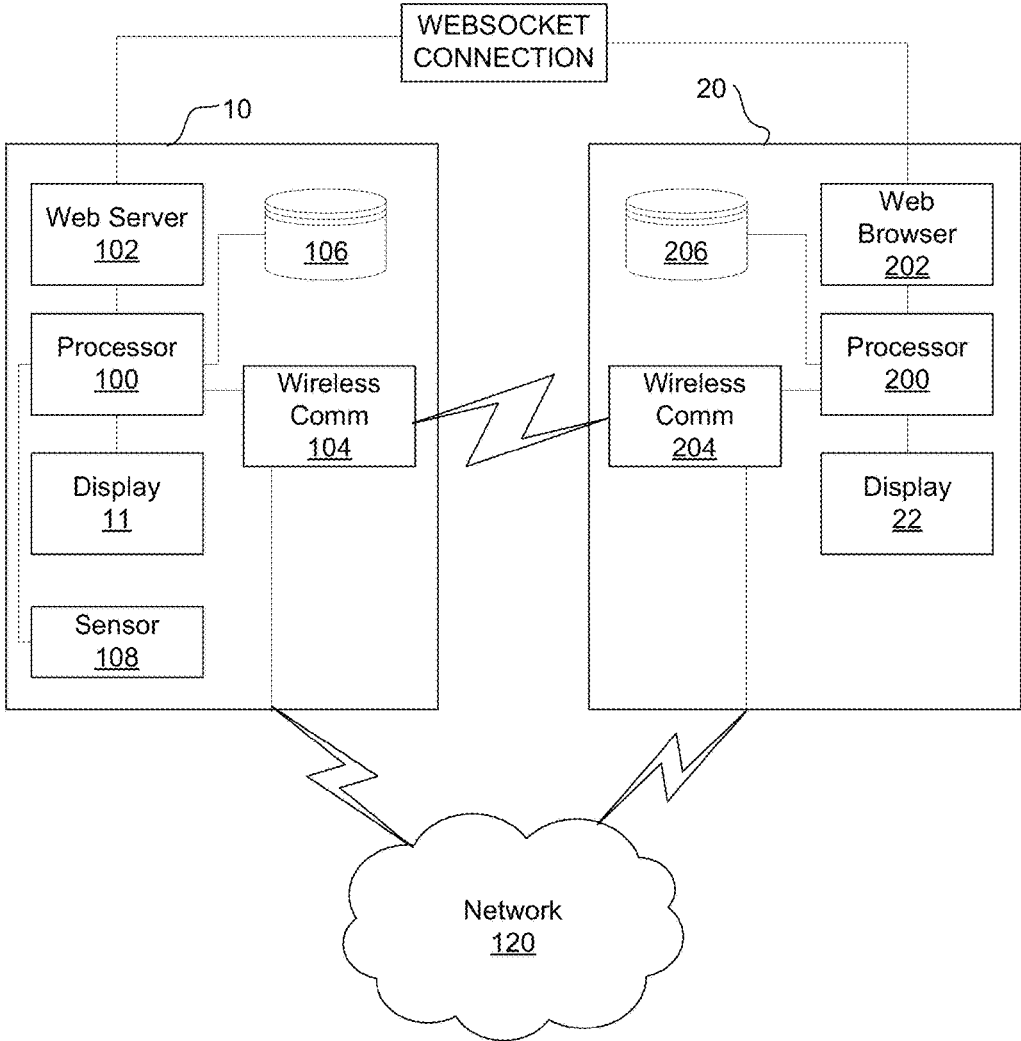 WEBSOCKET
CONNECTION
10
20
Web Server
102
106
Processor
100
Wireless
Comm
104
Display
11
Sensor
108
206
Web
Browser
202
Processor
200
Wireless
Comm
204
Display
22
Network
120